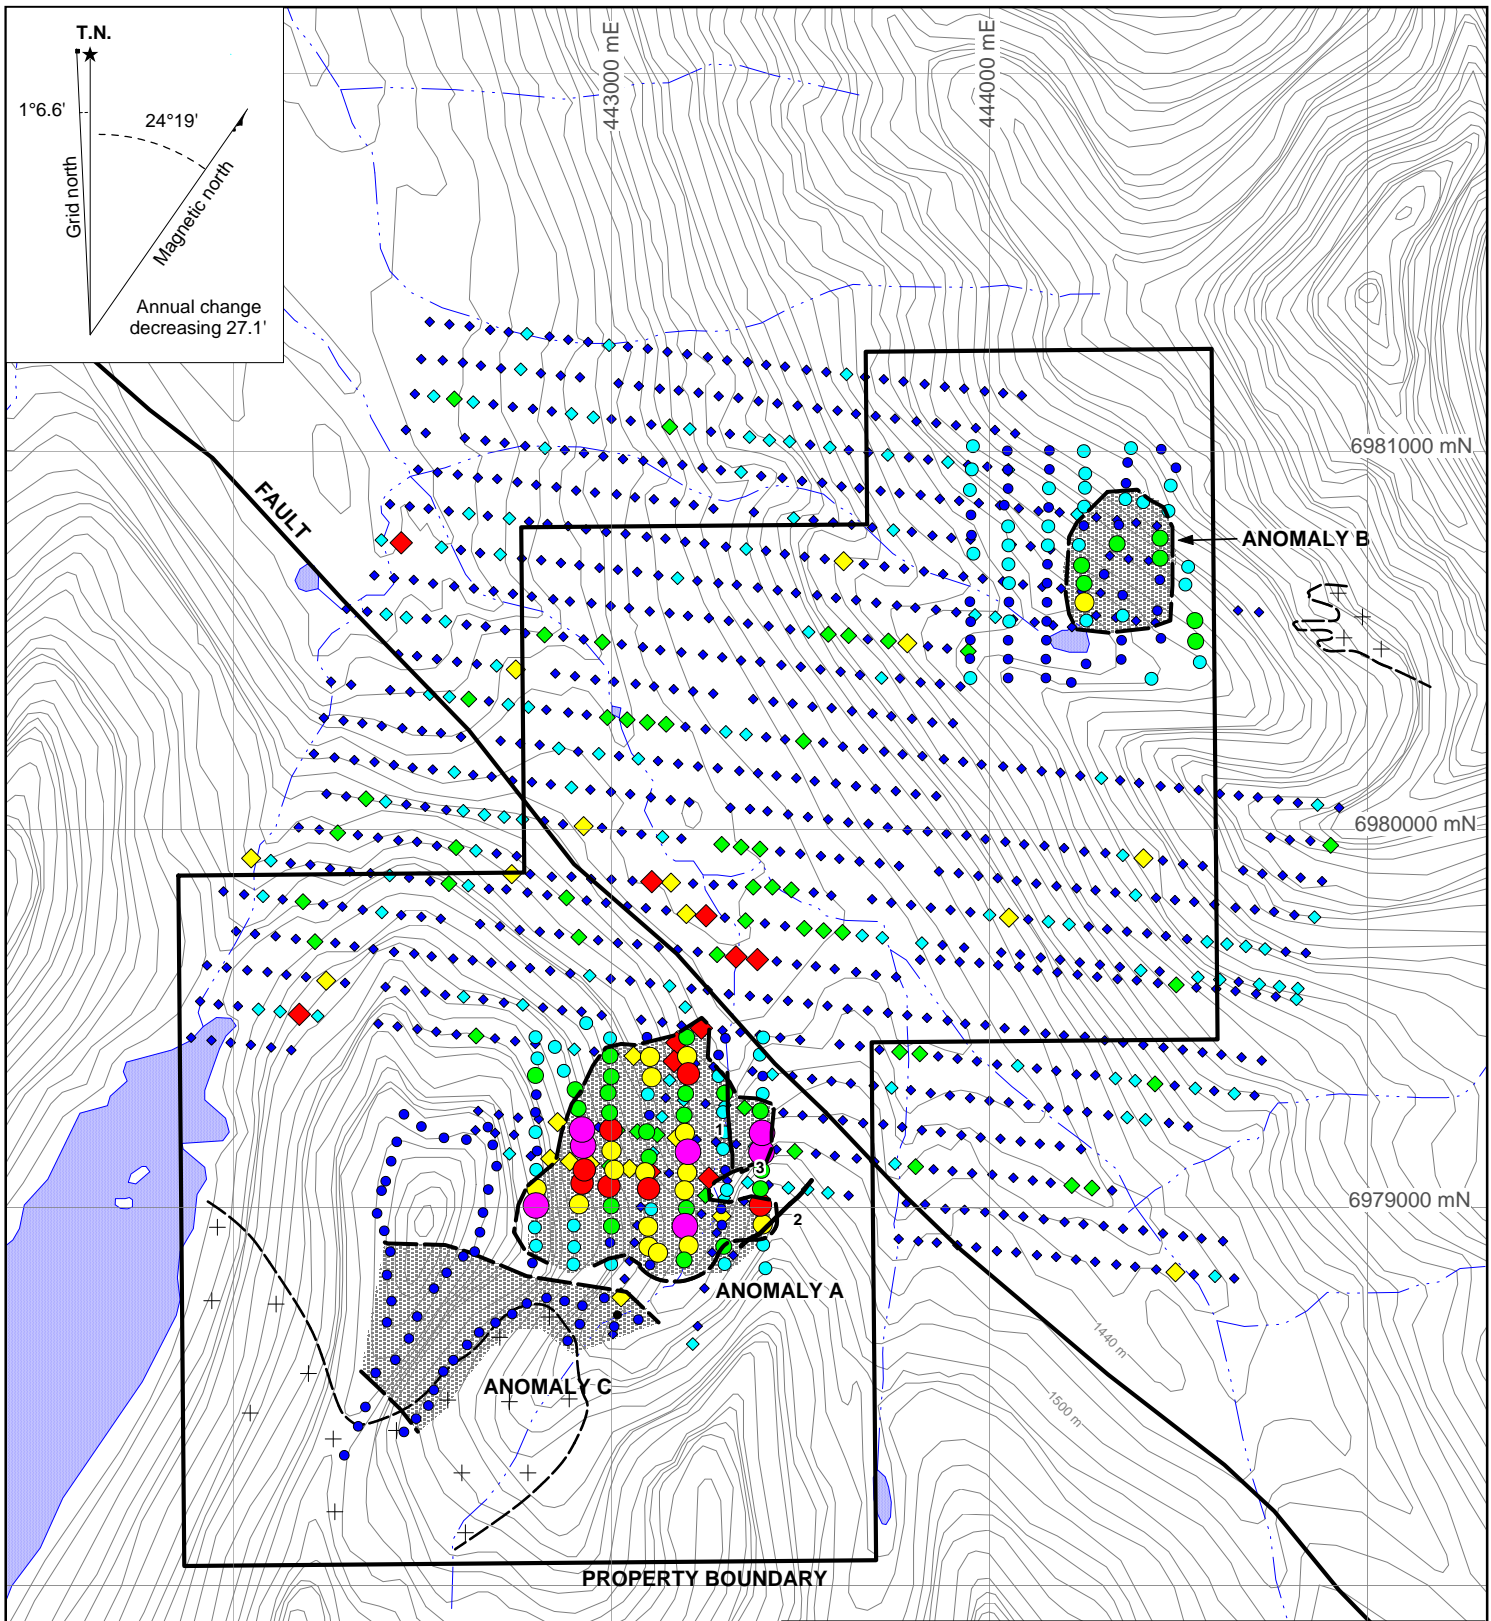 T.N.
1°6.6'
24°19'
Grid north
Magnetic north
Annual change
decreasing 27.1'
443000 mE
444000 mE
6981000 mN
FAULT
ANOMALY B
6980000 mN
1
3
6979000 mN
2
ANOMALY A
1440 m
ANOMALY C
1500 m
PROPERTY BOUNDARY